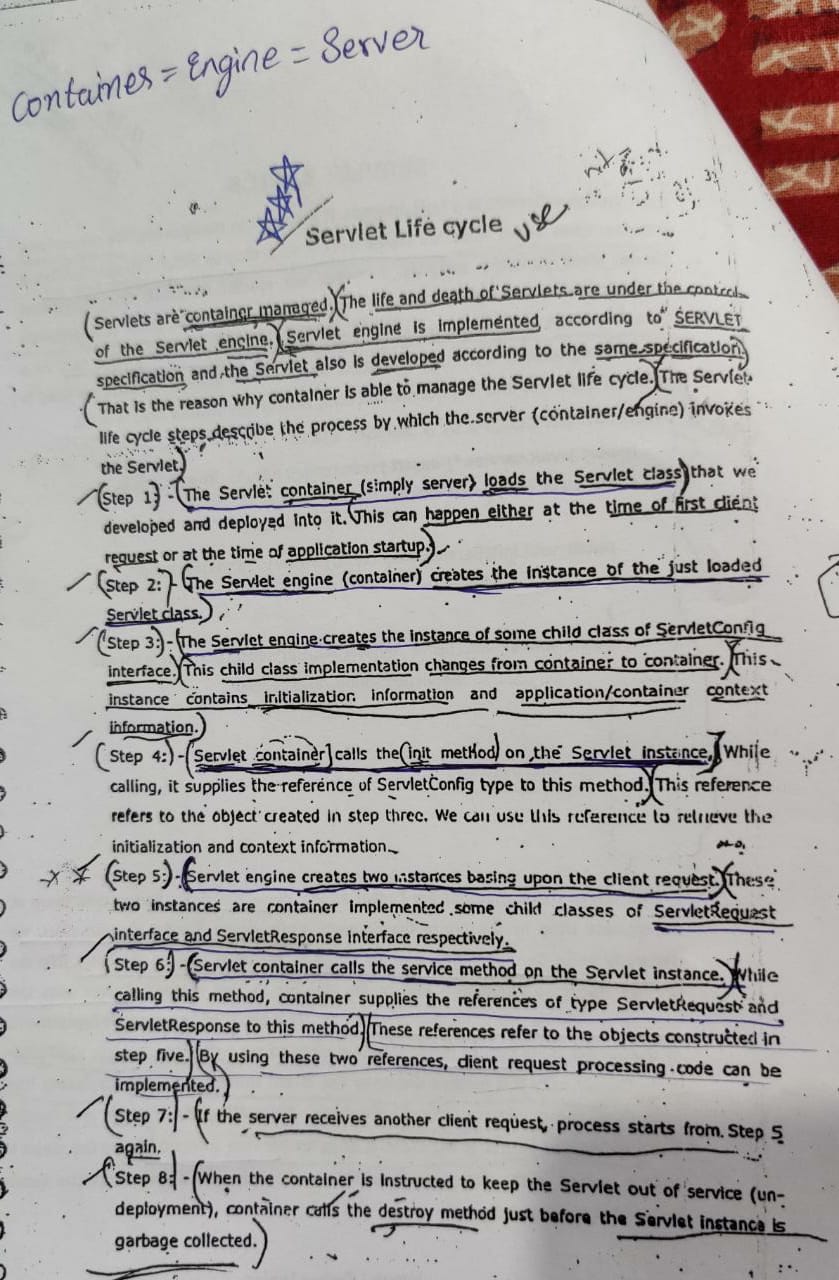 Containes = Engine = Server
Servlet Life cycle use
(Servlets are container managed. The life and death of Servlets are under the control
of the Servlet engine. Servlet engine is implemented according to SERVLET
specification and the Servlet also is developed according to the same specification.
That is the reason why container is able to manage the Servlet life cycle. The Servlet
life cycle steps describe the process by which the server (container/engine) invokes
the Servlet.)
(Step 1) - (The Servlet container (simply server) loads the Servlet class) that we
developed and deployed into it. This can happen either at the time of first client
request or at the time of application startup.)
(Step 2:) - (The Servlet engine (container) creates the instance of the just loaded
Servlet class.)
(Step 3:) - (The Servlet engine creates the instance of some child class of ServletConfig
interface.) (This child class implementation changes from container to container.) (This
instance contains initialization information and application/container context
information.)
(Step 4:) - [Servlet container] calls the (init method) on the Servlet instance.] While
calling, it supplies the reference of ServletConfig type to this method.) (This reference
refers to the object created in step three. We can use this reference to retrieve the
initialization and context information.
(Step 5:) - (Servlet engine creates two instances basing upon the client request.) (These
two instances are container implemented some child classes of ServletRequest
interface and ServletResponse interface respectively.
(Step 6:) - (Servlet container calls the service method on the Servlet instance.) While
calling this method, container supplies the references of type ServletRequest and
ServletResponse to this method.) (These references refer to the objects constructed in
step five.) (By using these two references, client request processing code can be
implemented.)
(Step 7:) - (If the server receives another client request, process starts from Step 5
again.
(Step 8:) - (When the container is instructed to keep the Servlet out of service (un-
deployment), container calls the destroy method just before the Servlet instance is
garbage collected.)